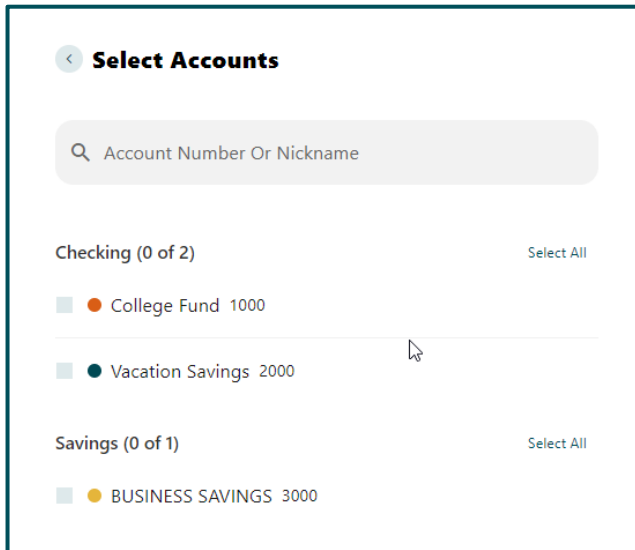 Select Accounts
Account Number Or Nickname
Checking (0 of 2) Select All
College Fund 1000
Vacation Savings 2000
Savings (0 of 1) Select All
BUSINESS SAVINGS 3000